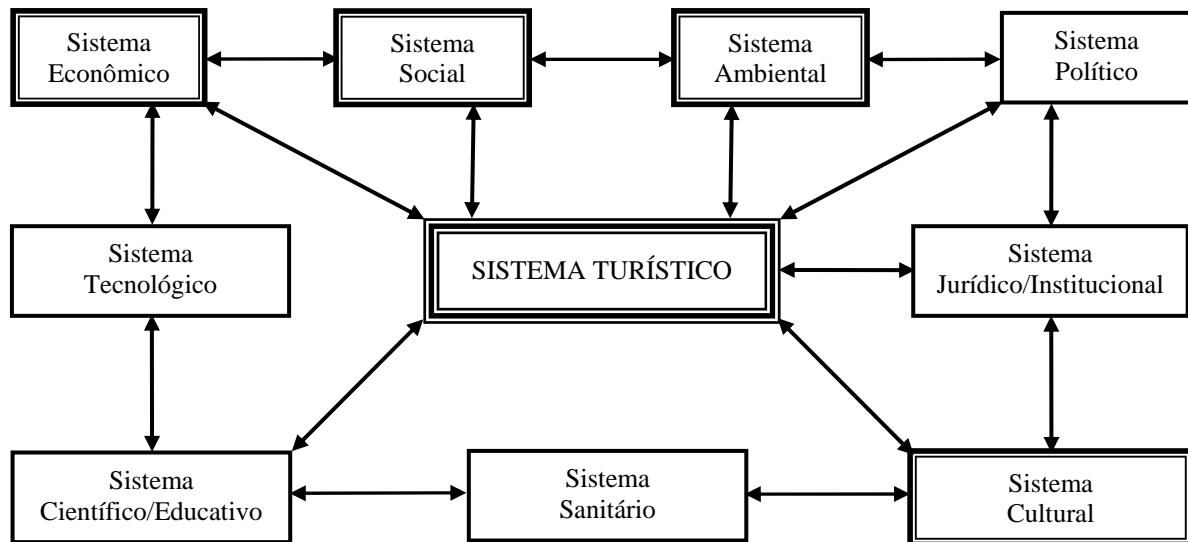 Sistema
Econômico
Sistema
Social
Sistema
Ambiental
Sistema
Político
Sistema
Tecnológico
SISTEMA TURÍSTICO
Sistema
Jurídico/Institucional
Sistema
Científico/Educativo
Sistema
Sanitário
Sistema
Cultural